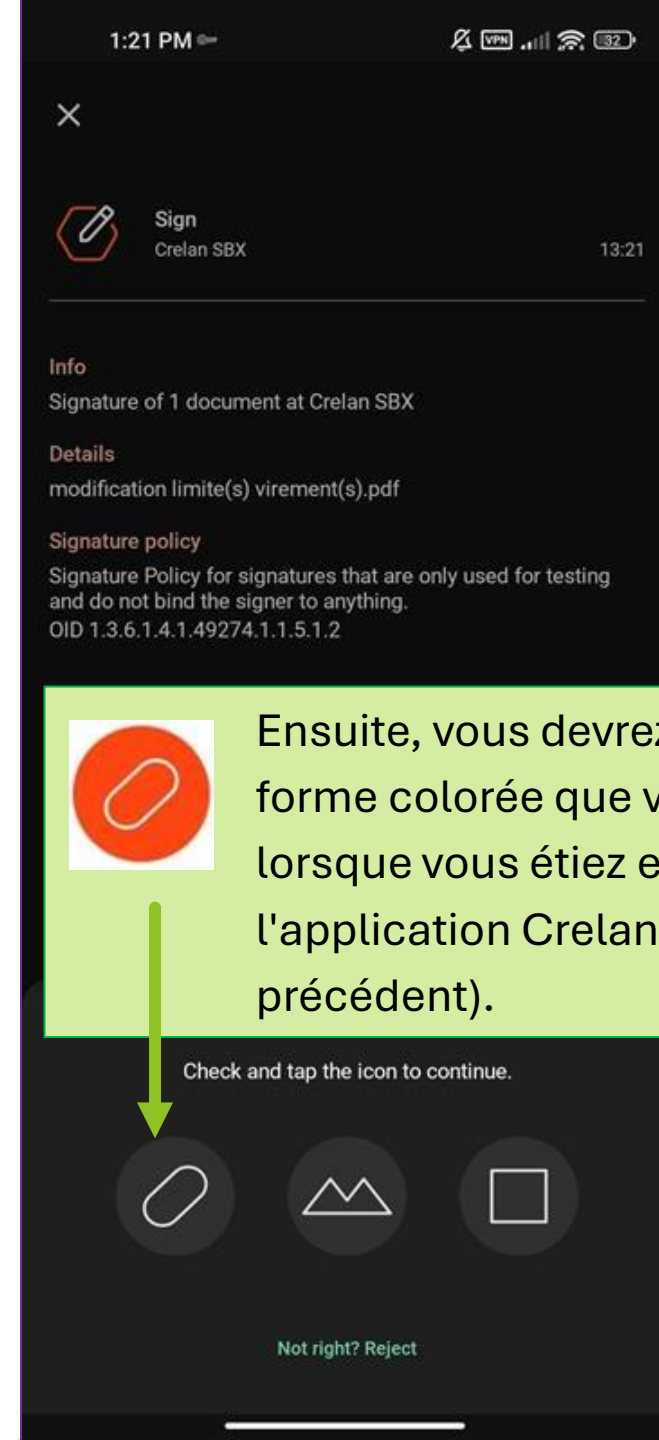 1:21 PM
VPN
32
Sign
Crelan SBX
13:21
Info
Signature of 1 document at Crelan SBX
Details
modification limite(s) virement(s).pdf
Signature policy
Signature Policy for signatures that are only used for testing
and do not bind the signer to anything.
OID 1.3.6.1.4.1.49274.1.1.5.1.2
Ensuite, vous devrez
forme colorée que v
lorsque vous étiez e
l'application Crelan
précédent).
Check and tap the icon to continue.
Not right? Reject